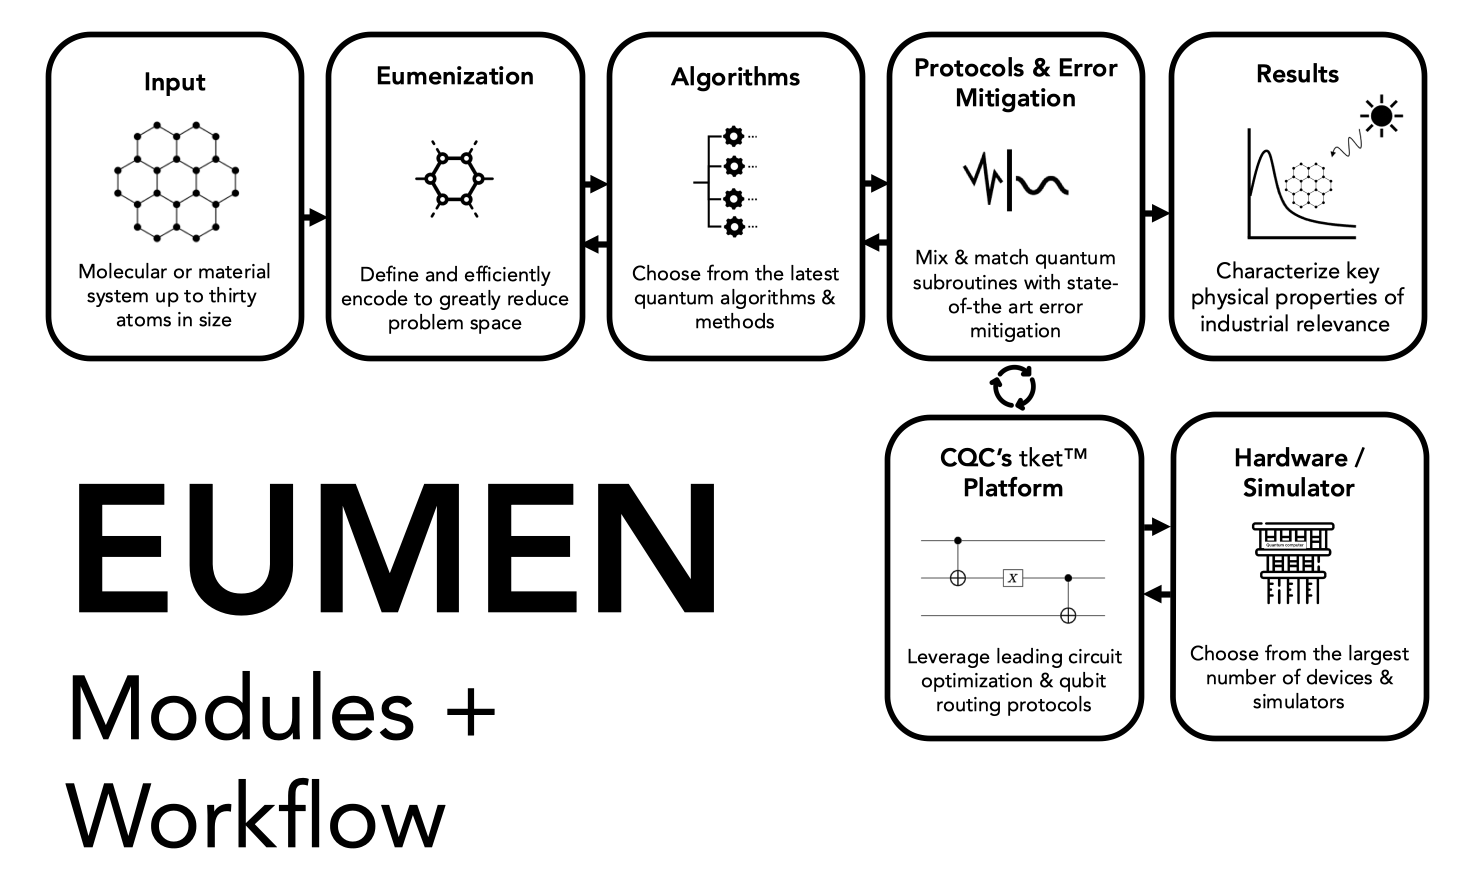 Input
Molecular or material
system up to thirty
atoms in size
Eumenization
Define and efficiently
encode to greatly reduce
problem space
Algorithms
Choose from the latest
quantum algorithms &
methods
Protocols & Error
Mitigation
Mix & match quantum
subroutines with state-
of-the art error
mitigation
Results
Characterize key
physical properties of
industrial relevance
CQC's tket™
Platform
X
Leverage leading circuit
optimization & qubit
routing protocols
Hardware /
Simulator
Quantum computer
Choose from the largest
number of devices &
simulators
EUMEN
Modules +
Workflow